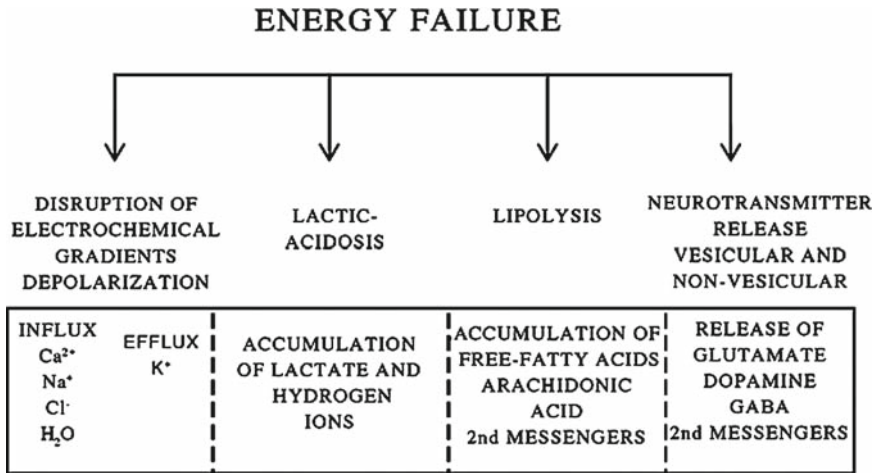 ENERGY FAILURE
DISRUPTION OF
ELECTROCHEMICAL
GRADIENTS
DEPOLARIZATION
LACTIC-
ACIDOSIS
LIPOLYSIS
NEUROTRANSMITTER
RELEASE
VESICULAR AND
NON-VESICULAR
INFLUX
Ca²⁺
Na⁺
Cl⁻
H₂O
EFFLUX
K⁺
ACCUMULATION
OF LACTATE AND
HYDROGEN
IONS
ACCUMULATION OF
FREE-FATTY ACIDS
ARACHIDONIC
ACID
2nd MESSENGERS
RELEASE OF
GLUTAMATE
DOPAMINE
GABA
2nd MESSENGERS